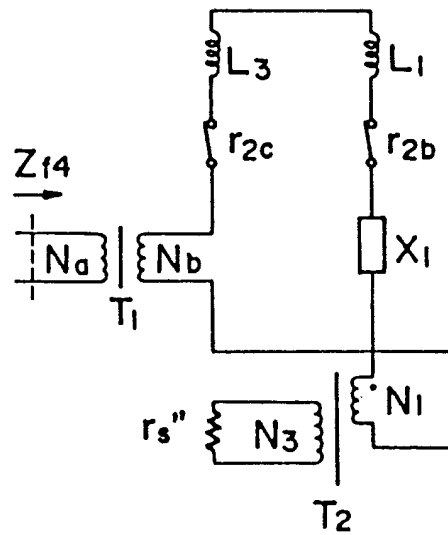 L3 L1
r2c r2b
Zf4
Na Nb X1
T1
N1
rs" N3
T2